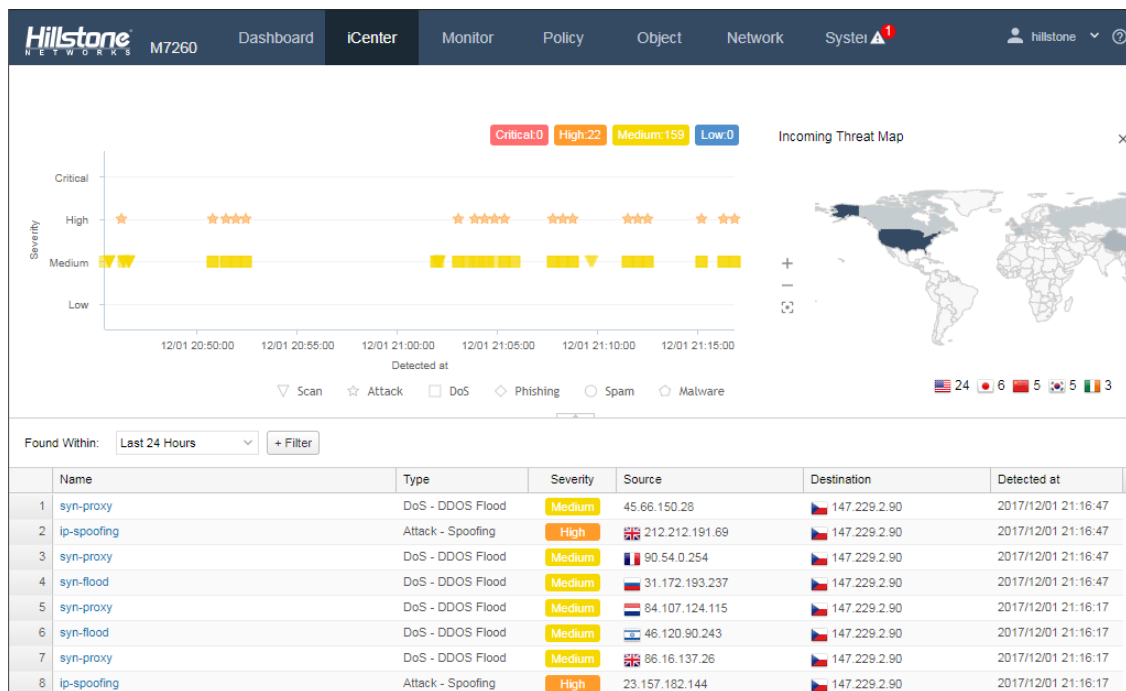 Hillstone
NETWORKS
M7260
Dashboard
iCenter
Monitor
Policy
Object
Network
System
1
hillstone
Critical:0 High:22 Medium:159 Low:0
Incoming Threat Map
Severity
Critical
High
Medium
Low
12/01 20:50:00 12/01 20:55:00 12/01 21:00:00 12/01 21:05:00 12/01 21:10:00 12/01 21:15:00
Detected at
Scan Attack DoS Phishing Spam Malware
24 6 5 5 3
Found Within: Last 24 Hours + Filter
Name Type Severity Source Destination Detected at
1 syn-proxy DoS - DDOS Flood Medium 45.66.150.28 147.229.2.90 2017/12/01 21:16:47
2 ip-spoofing Attack - Spoofing High 212.212.191.69 147.229.2.90 2017/12/01 21:16:47
3 syn-proxy DoS - DDOS Flood Medium 90.54.0.254 147.229.2.90 2017/12/01 21:16:47
4 syn-flood DoS - DDOS Flood Medium 31.172.193.237 147.229.2.90 2017/12/01 21:16:47
5 syn-proxy DoS - DDOS Flood Medium 84.107.124.115 147.229.2.90 2017/12/01 21:16:17
6 syn-flood DoS - DDOS Flood Medium 46.120.90.243 147.229.2.90 2017/12/01 21:16:17
7 syn-proxy DoS - DDOS Flood Medium 86.16.137.26 147.229.2.90 2017/12/01 21:16:17
8 ip-spoofing Attack - Spoofing High 23.157.182.144 147.229.2.90 2017/12/01 21:16:17